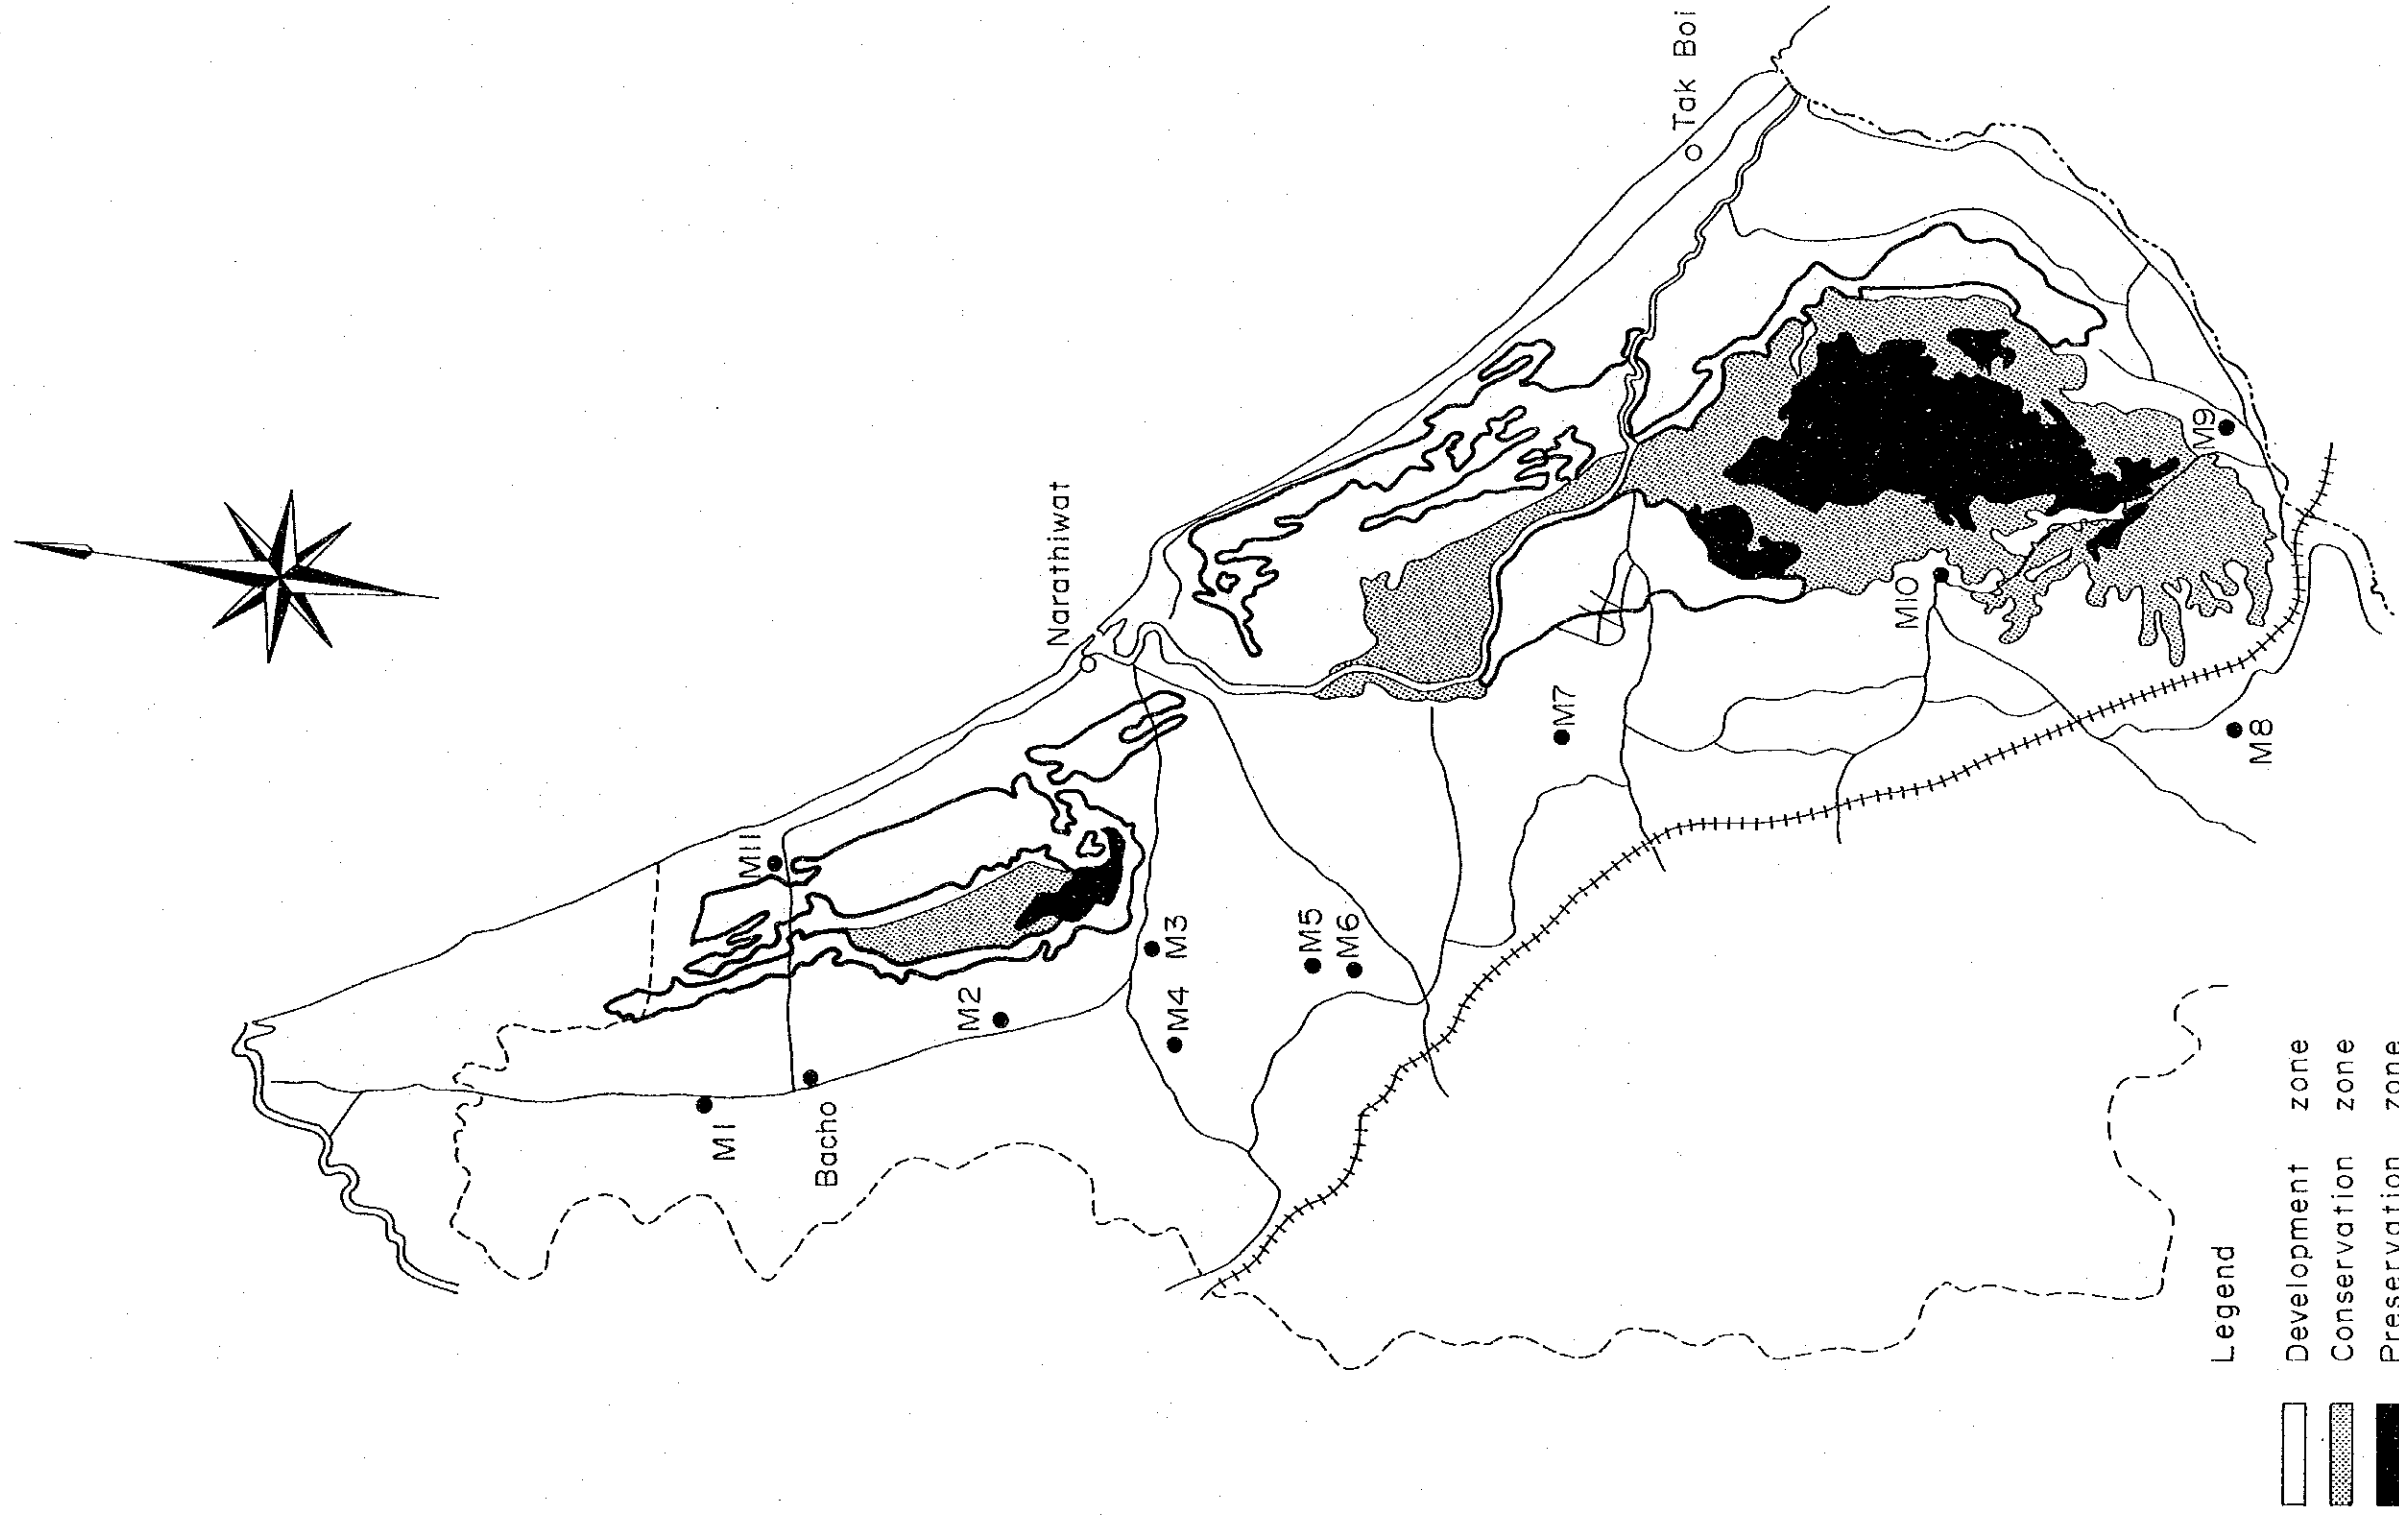 Tak Boi
Narathiwat
M9
M10
M7
M8
M11
M5
M6
M3
M4
M2
M1
Bacho
Legend
Development zone
Conservation zone
Preservation zone